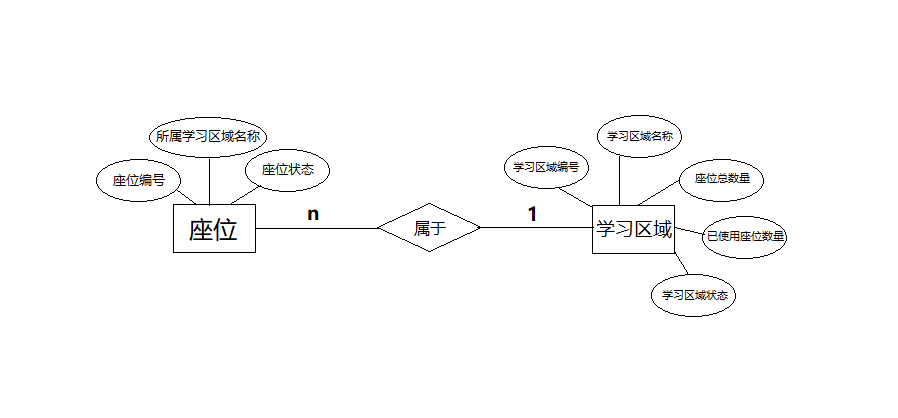 所属学习区域名称
学习区域名称
座位编号
座位状态
学习区域编号
座位总数量
座位
n
属于
1
学习区域
已使用座位数量
学习区域状态